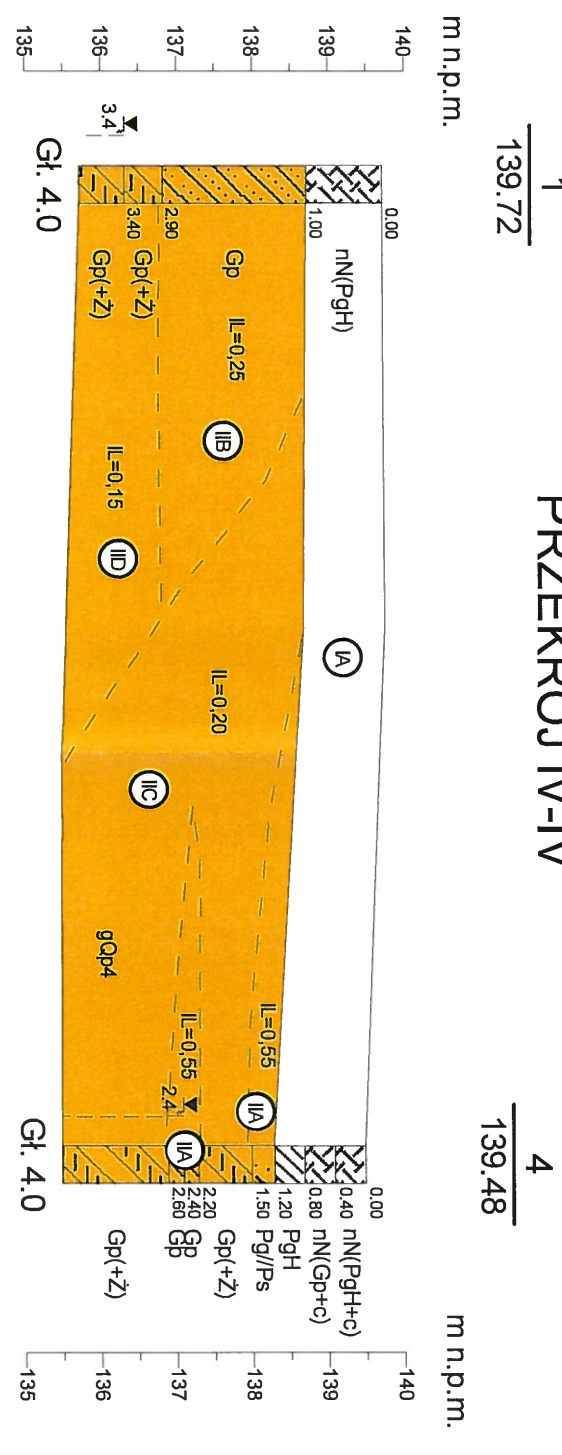 PRZEKRÓJ IV-IV
1
139.72
4
139.48
m n.p.m.
140
139
138
137
136
135
m n.p.m.
140
139
138
137
136
135
0.00
nN(PgH)
1.00
Gp
IL=0,25
IIB
2.90
Gp(+Ż)
3.40
Gp(+Ż)
IL=0,15
IID
3.4
Gł. 4.0
IA
IL=0,20
IIC
gQp4
IL=0,55
IIA
IL=0,55
2.4
IIA
0.00
0.40 nN(PgH+c)
0.80 nN(Gp+c)
1.20 PgH
1.50 Pg//Ps
2.20 Gp(+Ż)
2.40 Gp
2.60 Gp
Gp(+Ż)
Gł. 4.0